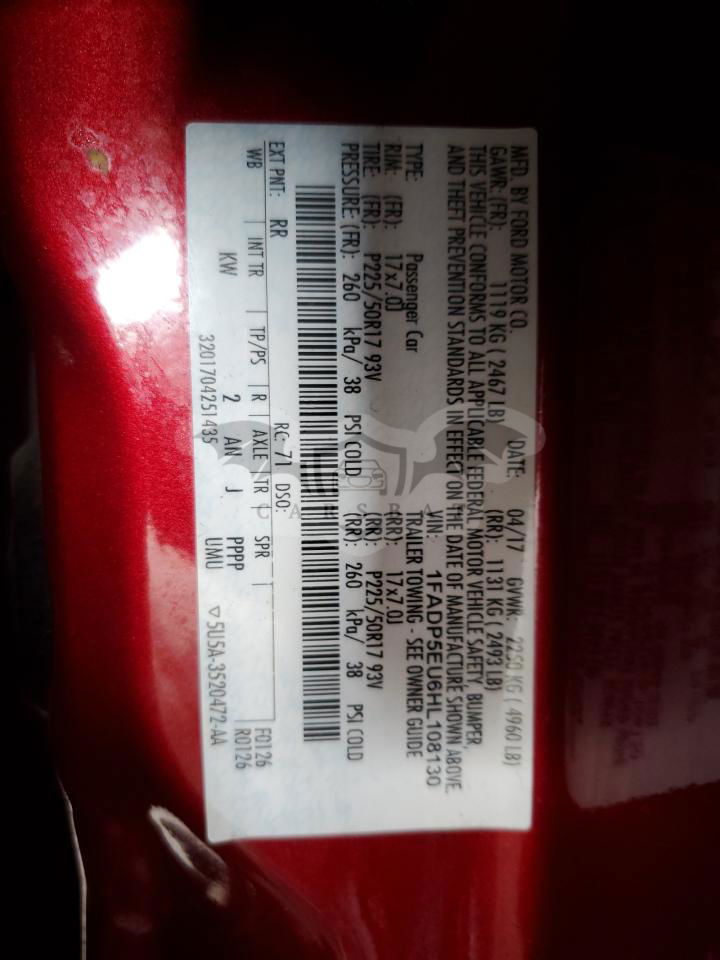 MFD. BY FORD MOTOR CO. DATE: 04/17 GVWR: 2250 KG ( 4960 LB)
GAWR: (FR): 1119 KG ( 2467 LB) (RR): 1131 KG ( 2493 LB)
THIS VEHICLE CONFORMS TO ALL APPLICABLE FEDERAL MOTOR VEHICLE SAFETY, BUMPER,
AND THEFT PREVENTION STANDARDS IN EFFECT ON THE DATE OF MANUFACTURE SHOWN ABOVE.
VIN: 1FADP5EU6HL108130
TYPE: Passenger Car TRAILER TOWING - SEE OWNER GUIDE
RIM: (FR): 17x7.0J (RR): 17x7.0J
TIRE: (FR): P225/50R17 93V (RR): P225/50R17 93V
PRESSURE: (FR): 260 kPa/ 38 PSI COLD (RR): 260 kPa/ 38 PSI COLD
EXT PNT: RR RC: 71 DSO: F0126
WB INT TR TP/PS R AXLE TR SPR R0126
KW 2 AN J PPPP
UMU
3201704251435 ▽5U5A-3520472-AA